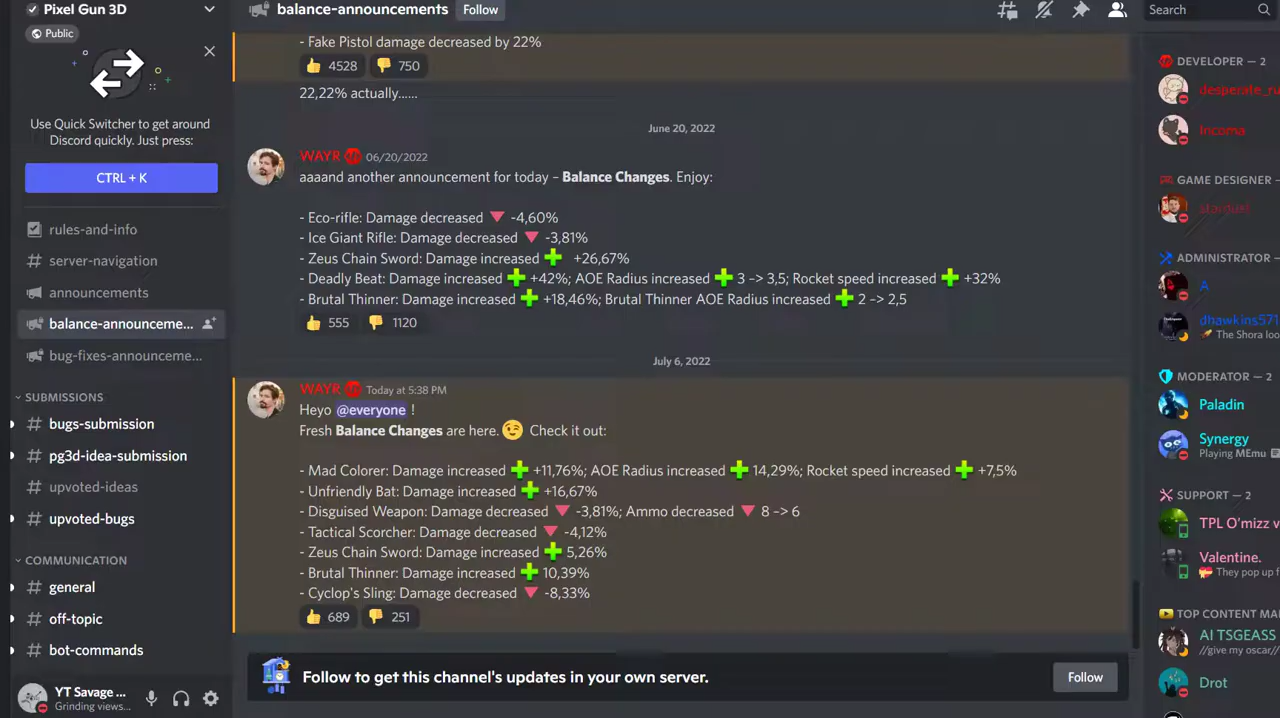 Pixel Gun 3D
Public
Use Quick Switcher to get around
Discord quickly. Just press:
CTRL + K
rules-and-info
server-navigation
announcements
balance-announceme...
bug-fixes-announceme...
SUBMISSIONS
bugs-submission
pg3d-idea-submission
upvoted-ideas
upvoted-bugs
COMMUNICATION
general
off-topic
bot-commands
YT Savage ...
Grinding views...
balance-announcements
Follow
Search
- Fake Pistol damage decreased by 22%
4528 750
22,22% actually......
June 20, 2022
WAYR 06/20/2022
aaaand another announcement for today – Balance Changes. Enjoy:
- Eco-rifle: Damage decreased -4,60%
- Ice Giant Rifle: Damage decreased -3,81%
- Zeus Chain Sword: Damage increased +26,67%
- Deadly Beat: Damage increased +42%; AOE Radius increased 3 -> 3,5; Rocket speed increased +32%
- Brutal Thinner: Damage increased +18,46%; Brutal Thinner AOE Radius increased 2 -> 2,5
555 1120
July 6, 2022
WAYR Today at 5:38 PM
Heyo @everyone !
Fresh Balance Changes are here. Check it out:
- Mad Colorer: Damage increased +11,76%; AOE Radius increased 14,29%; Rocket speed increased +7,5%
- Unfriendly Bat: Damage increased +16,67%
- Disguised Weapon: Damage decreased -3,81%; Ammo decreased 8 -> 6
- Tactical Scorcher: Damage decreased -4,12%
- Zeus Chain Sword: Damage increased 5,26%
- Brutal Thinner: Damage increased 10,39%
- Cyclop's Sling: Damage decreased -8,33%
689 251
Follow to get this channel's updates in your own server.
Follow
DEVELOPER — 2
desperate_ru
Incoma
GAME DESIGNER
ADMINISTRATOR
A
dhawkins571
The Shora loo
MODERATOR — 2
Paladin
Synergy
Playing MEmu
SUPPORT — 2
TPL O'mizz v
Valentine.
They pop up f
TOP CONTENT MA
AI TSGEASS
//give my oscar//
Drot